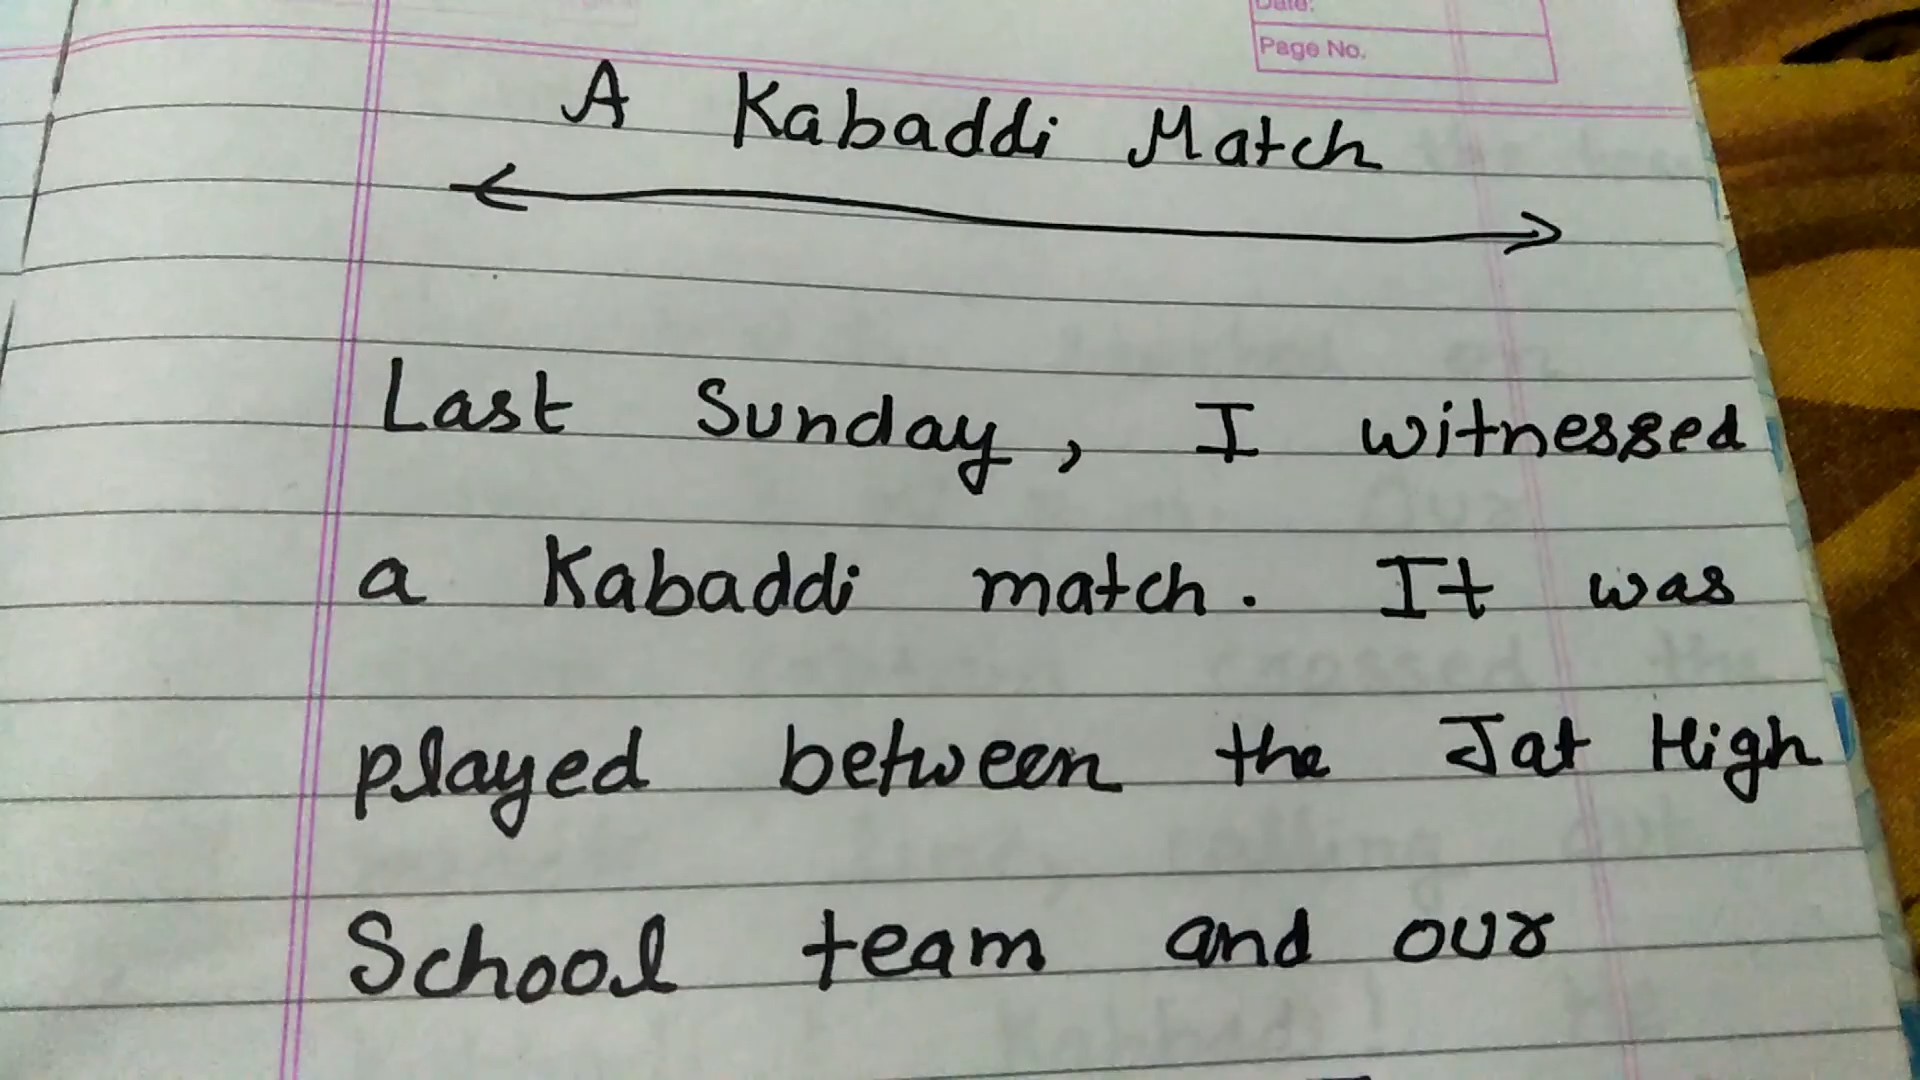 Date:
Page No.
A Kabaddi Match
Last Sunday, I witnessed
a Kabaddi match. It was
played between the Jat High
School team and our